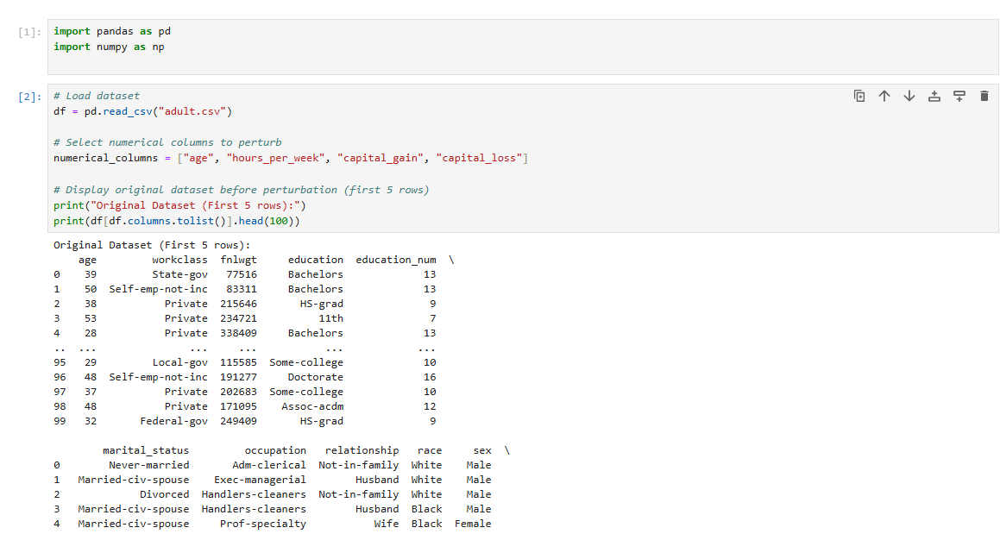 [1]: import pandas as pd
import numpy as np
[2]: # Load dataset
df = pd.read_csv("adult.csv")
# Select numerical columns to perturb
numerical_columns = ["age", "hours_per_week", "capital_gain", "capital_loss"]
# Display original dataset before perturbation (first 5 rows)
print("Original Dataset (First 5 rows):")
print(df[df.columns.tolist()].head(100))
Original Dataset (First 5 rows):
age workclass fnlwgt education education_num \
0 39 State-gov 77516 Bachelors 13
1 50 Self-emp-not-inc 83311 Bachelors 13
2 38 Private 215646 HS-grad 9
3 53 Private 234721 11th 7
4 28 Private 338409 Bachelors 13
.. ... ... ... ... ...
95 29 Local-gov 115585 Some-college 10
96 48 Self-emp-not-inc 191277 Doctorate 16
97 37 Private 202683 Some-college 10
98 48 Private 171095 Assoc-acdm 12
99 32 Federal-gov 249409 HS-grad 9
marital_status occupation relationship race sex \
0 Never-married Adm-clerical Not-in-family White Male
1 Married-civ-spouse Exec-managerial Husband White Male
2 Divorced Handlers-cleaners Not-in-family White Male
3 Married-civ-spouse Handlers-cleaners Husband Black Male
4 Married-civ-spouse Prof-specialty Wife Black Female